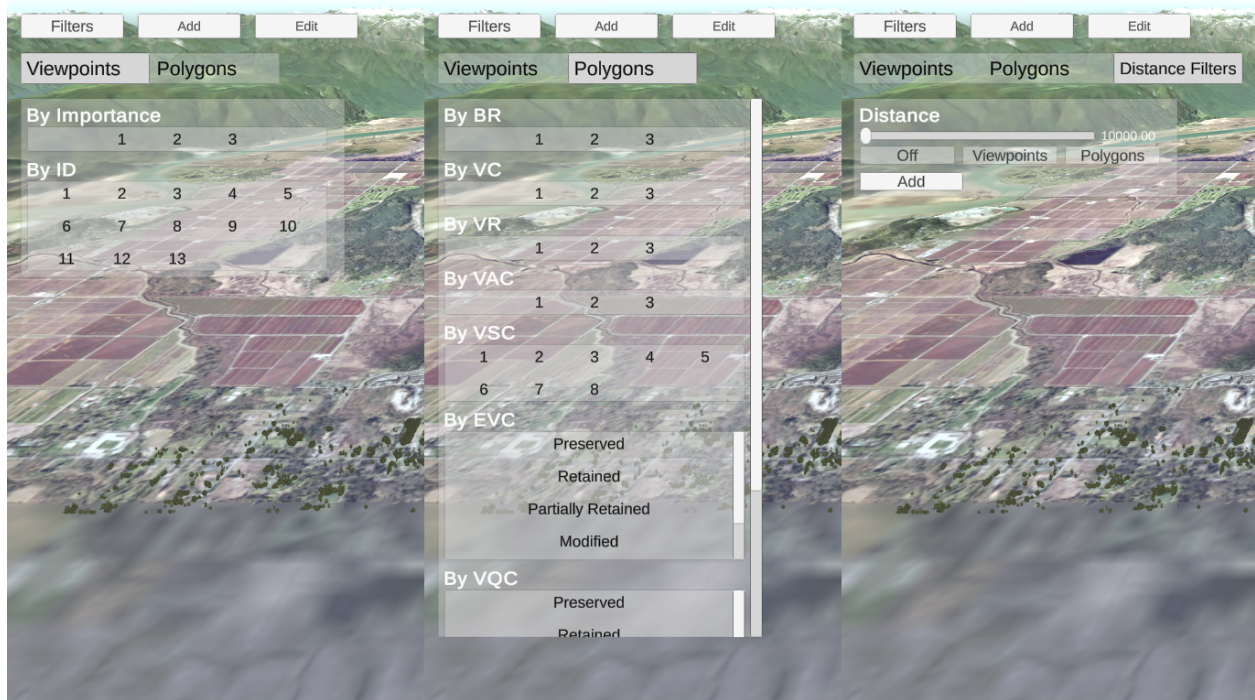 Filters Add Edit
Viewpoints Polygons
By Importance
1 2 3
By ID
1 2 3 4 5
6 7 8 9 10
11 12 13
Filters Add Edit
Viewpoints Polygons
By BR
1 2 3
By VC
1 2 3
By VR
1 2 3
By VAC
1 2 3
By VSC
1 2 3 4 5
6 7 8
By EVC
Preserved
Retained
Partially Retained
Modified
By VQC
Preserved
Retained
Filters Add Edit
Viewpoints Polygons Distance Filters
Distance
10000.00
Off Viewpoints Polygons
Add